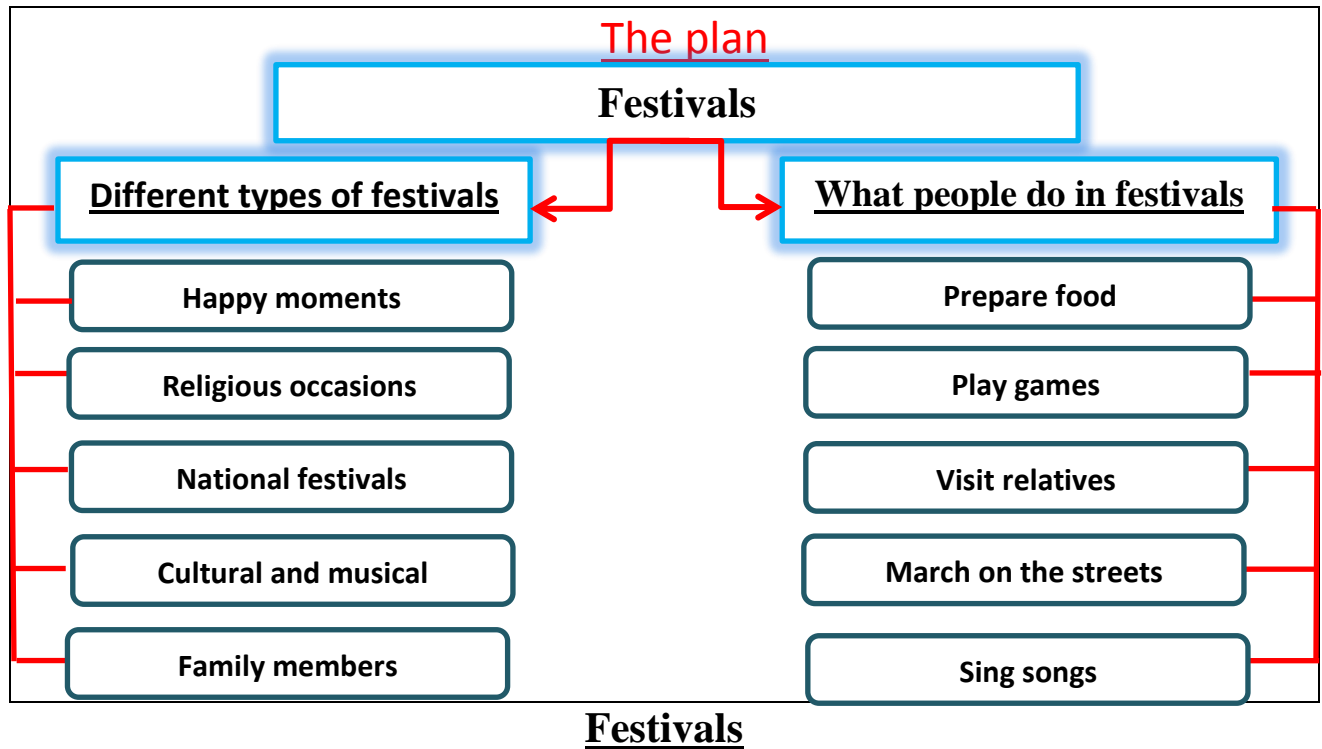 The plan
Festivals
Different types of festivals
Happy moments
Religious occasions
National festivals
Cultural and musical
Family members
What people do in festivals
Prepare food
Play games
Visit relatives
March on the streets
Sing songs
Festivals